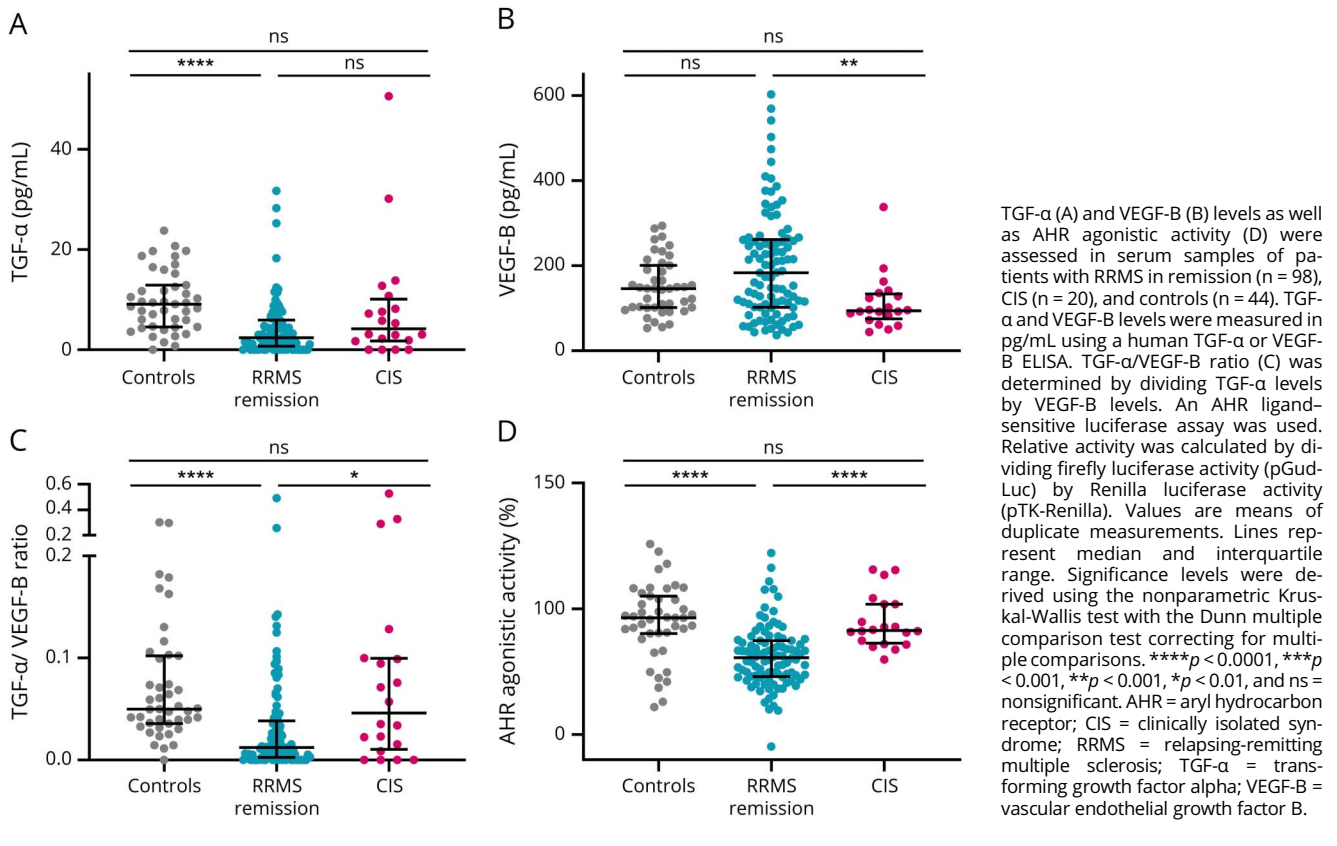 A
ns
****
ns
TGF-α (pg/mL)
40
20
0
Controls
RRMS
remission
CIS
B
ns
ns
**
VEGF-B (pg/mL)
600
400
200
0
Controls
RRMS
remission
CIS
C
ns
****
*
TGF-α/ VEGF-B ratio
0.6
0.4
0.2
0.2
0.1
0.0
Controls
RRMS
remission
CIS
D
ns
****
****
AHR agonistic activity (%)
150
100
0
Controls
RRMS
remission
CIS
TGF-α (A) and VEGF-B (B) levels as well
as AHR agonistic activity (D) were
assessed in serum samples of pa-
tients with RRMS in remission (n = 98),
CIS (n = 20), and controls (n = 44). TGF-
α and VEGF-B levels were measured in
pg/mL using a human TGF-α or VEGF-
B ELISA. TGF-α/VEGF-B ratio (C) was
determined by dividing TGF-α levels
by VEGF-B levels. An AHR ligand–
sensitive luciferase assay was used.
Relative activity was calculated by di-
viding firefly luciferase activity (pGud-
Luc) by Renilla luciferase activity
(pTK-Renilla). Values are means of
duplicate measurements. Lines rep-
resent median and interquartile
range. Significance levels were de-
rived using the nonparametric Krus-
kal-Wallis test with the Dunn multiple
comparison test correcting for multi-
ple comparisons. ****p < 0.0001, ***p
< 0.001, **p < 0.001, *p < 0.01, and ns =
nonsignificant. AHR = aryl hydrocarbon
receptor; CIS = clinically isolated syn-
drome; RRMS = relapsing-remitting
multiple sclerosis; TGF-α = trans-
forming growth factor alpha; VEGF-B =
vascular endothelial growth factor B.